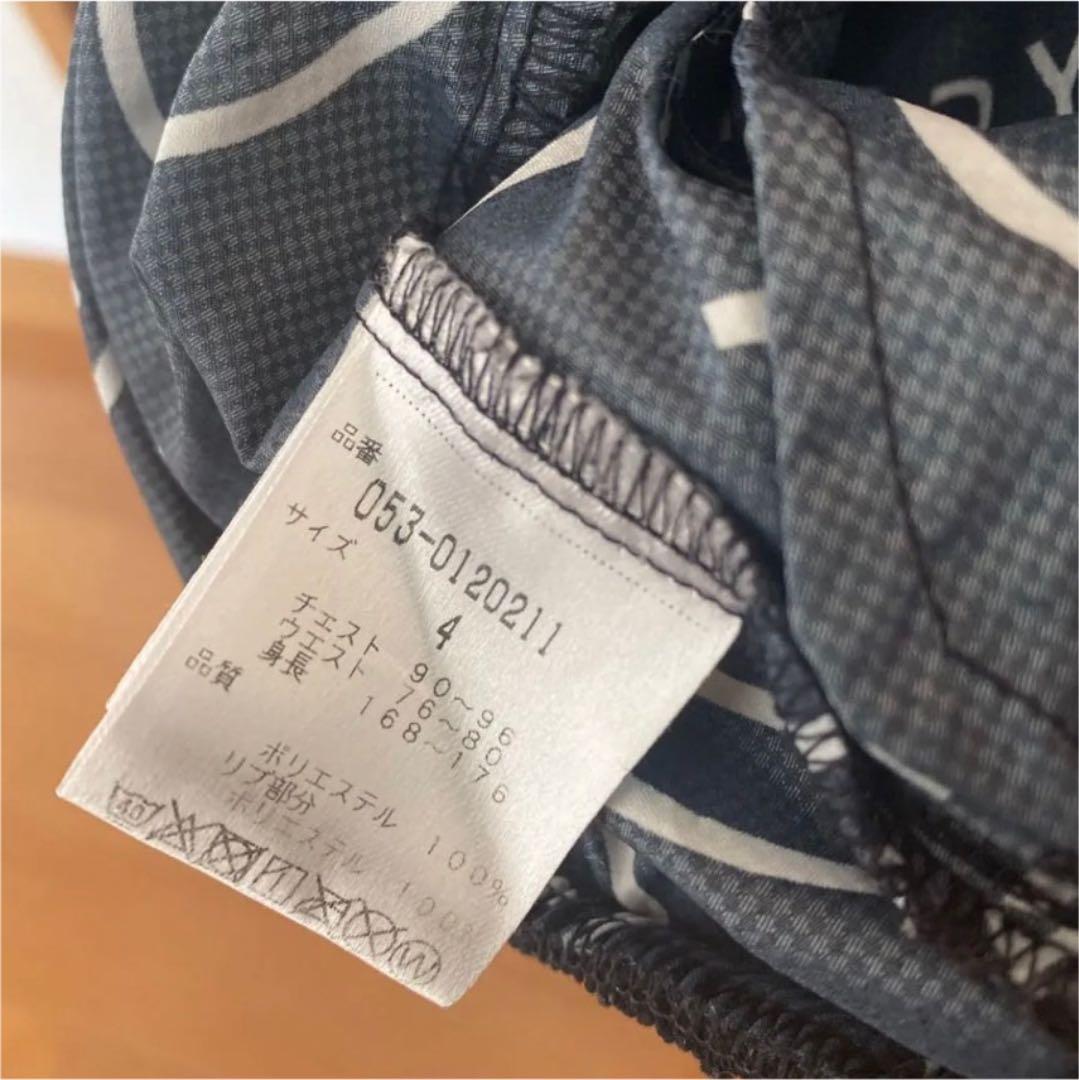 品番
053-0120211
サイズ
4
チエスト 90～96
ウエスト 76～80
身長 168～176
品質
ポリエステル 100%
リブ部分
ポリエステル 100%
Y